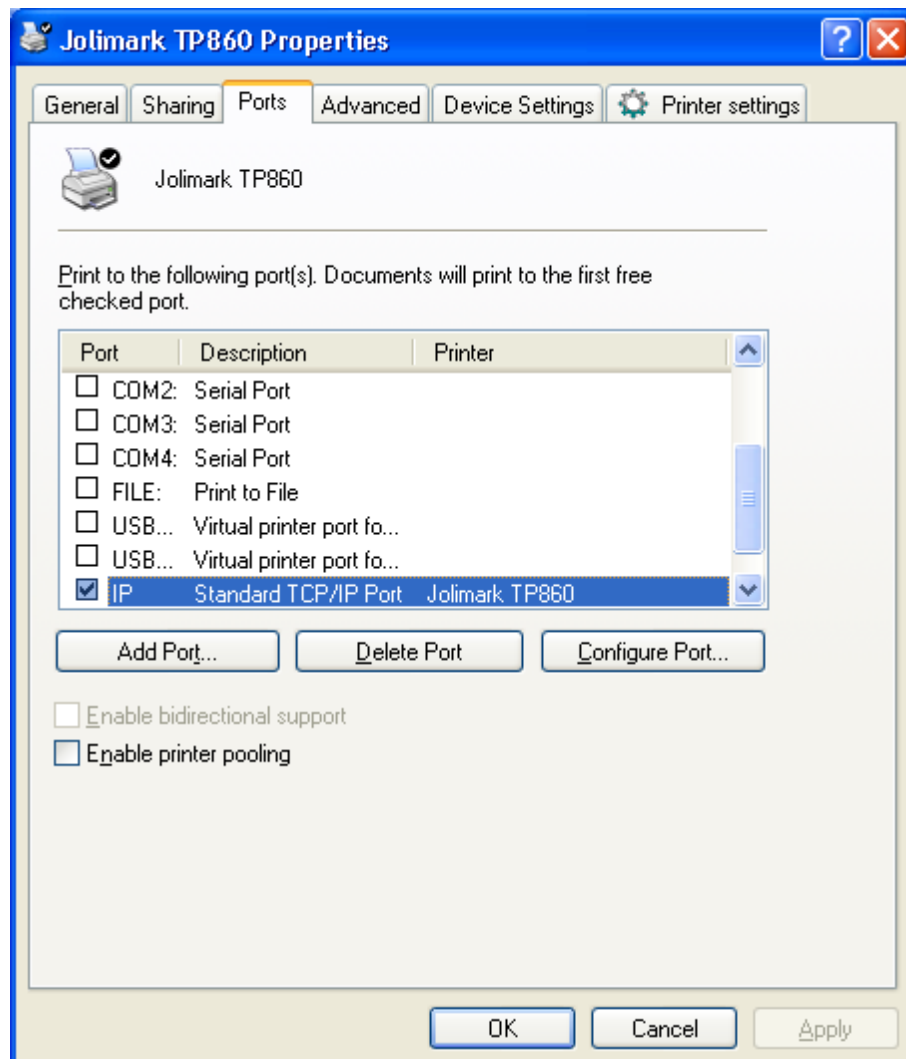 Jolimark TP860 Properties
General Sharing Ports Advanced Device Settings Printer settings
Jolimark TP860
Print to the following port(s). Documents will print to the first free
checked port.
Port Description Printer
COM2: Serial Port
COM3: Serial Port
COM4: Serial Port
FILE: Print to File
USB... Virtual printer port fo...
USB... Virtual printer port fo...
IP Standard TCP/IP Port Jolimark TP860
Add Port... Delete Port Configure Port...
Enable bidirectional support
Enable printer pooling
OK Cancel Apply